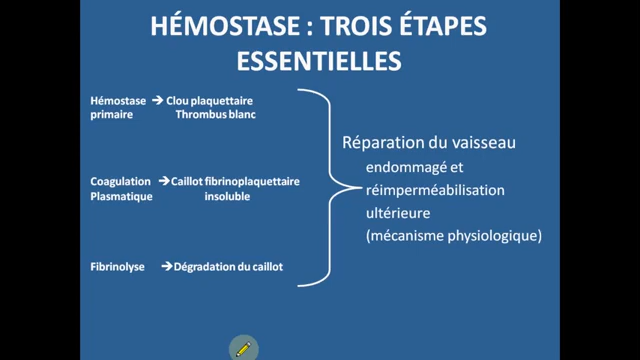 HÉMOSTASE : TROIS ÉTAPES
ESSENTIELLES
Hémostase → Clou plaquettaire
primaire Thrombus blanc
Coagulation → Caillot fibrinoplaquettaire
Plasmatique insoluble
Fibrinolyse → Dégradation du caillot
Réparation du vaisseau
endommagé et
réimperméabilisation
ultérieure
(mécanisme physiologique)